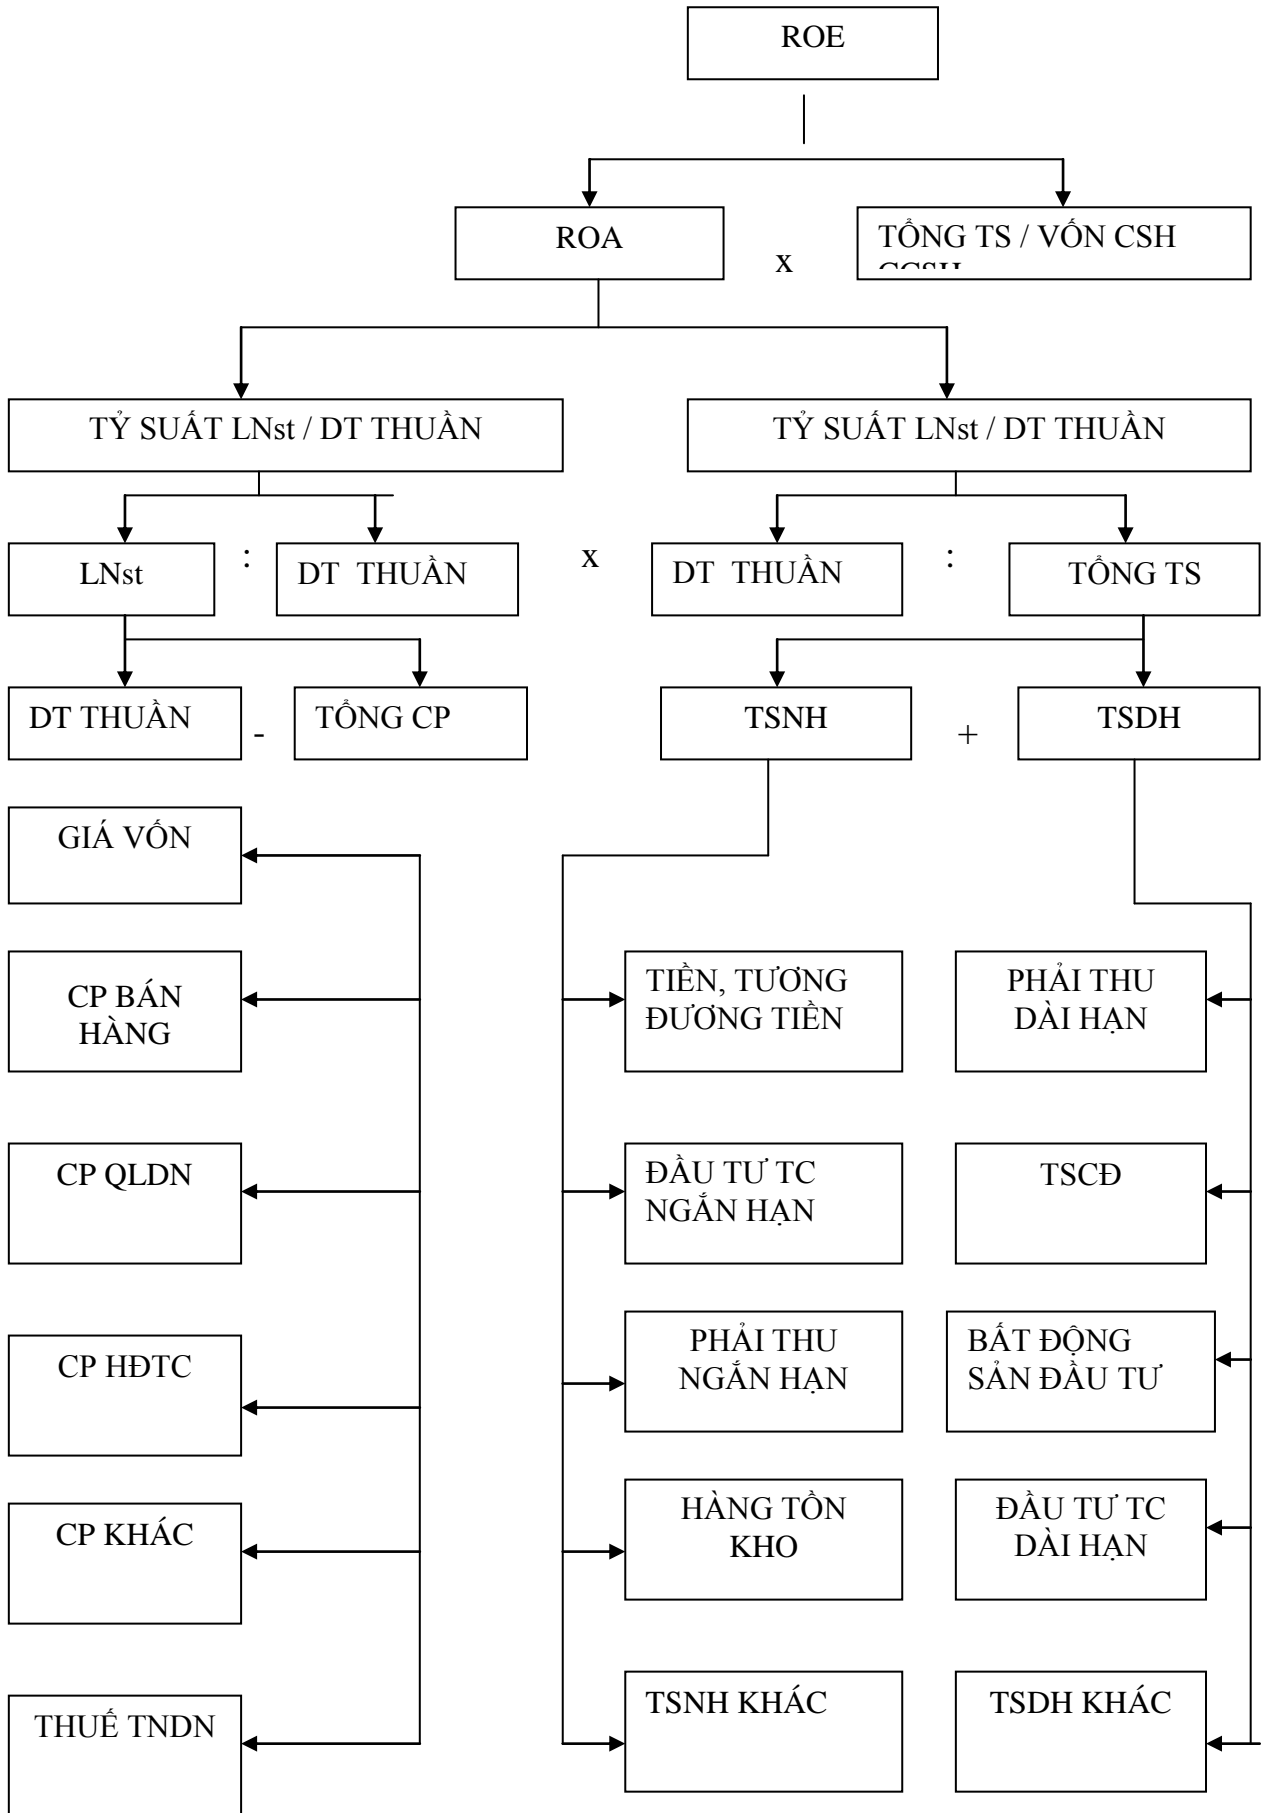 ROE
ROA
x
TỔNG TS / VỐN CSH
TỶ SUẤT LNst / DT THUẦN
TỶ SUẤT LNst / DT THUẦN
LNst
:
DT THUẦN
x
DT THUẦN
:
TỔNG TS
DT THUẦN
-
TỔNG CP
TSNH
+
TSDH
GIÁ VỐN
CP BÁN
HÀNG
TIỀN, TƯƠNG
ĐƯƠNG TIỀN
PHẢI THU
DÀI HẠN
CP QLDN
ĐẦU TƯ TC
NGẮN HẠN
TSCĐ
CP HĐTC
PHẢI THU
NGẮN HẠN
BẤT ĐỘNG
SẢN ĐẦU TƯ
CP KHÁC
HÀNG TỒN
KHO
ĐẦU TƯ TC
DÀI HẠN
THUẾ TNDN
TSNH KHÁC
TSDH KHÁC